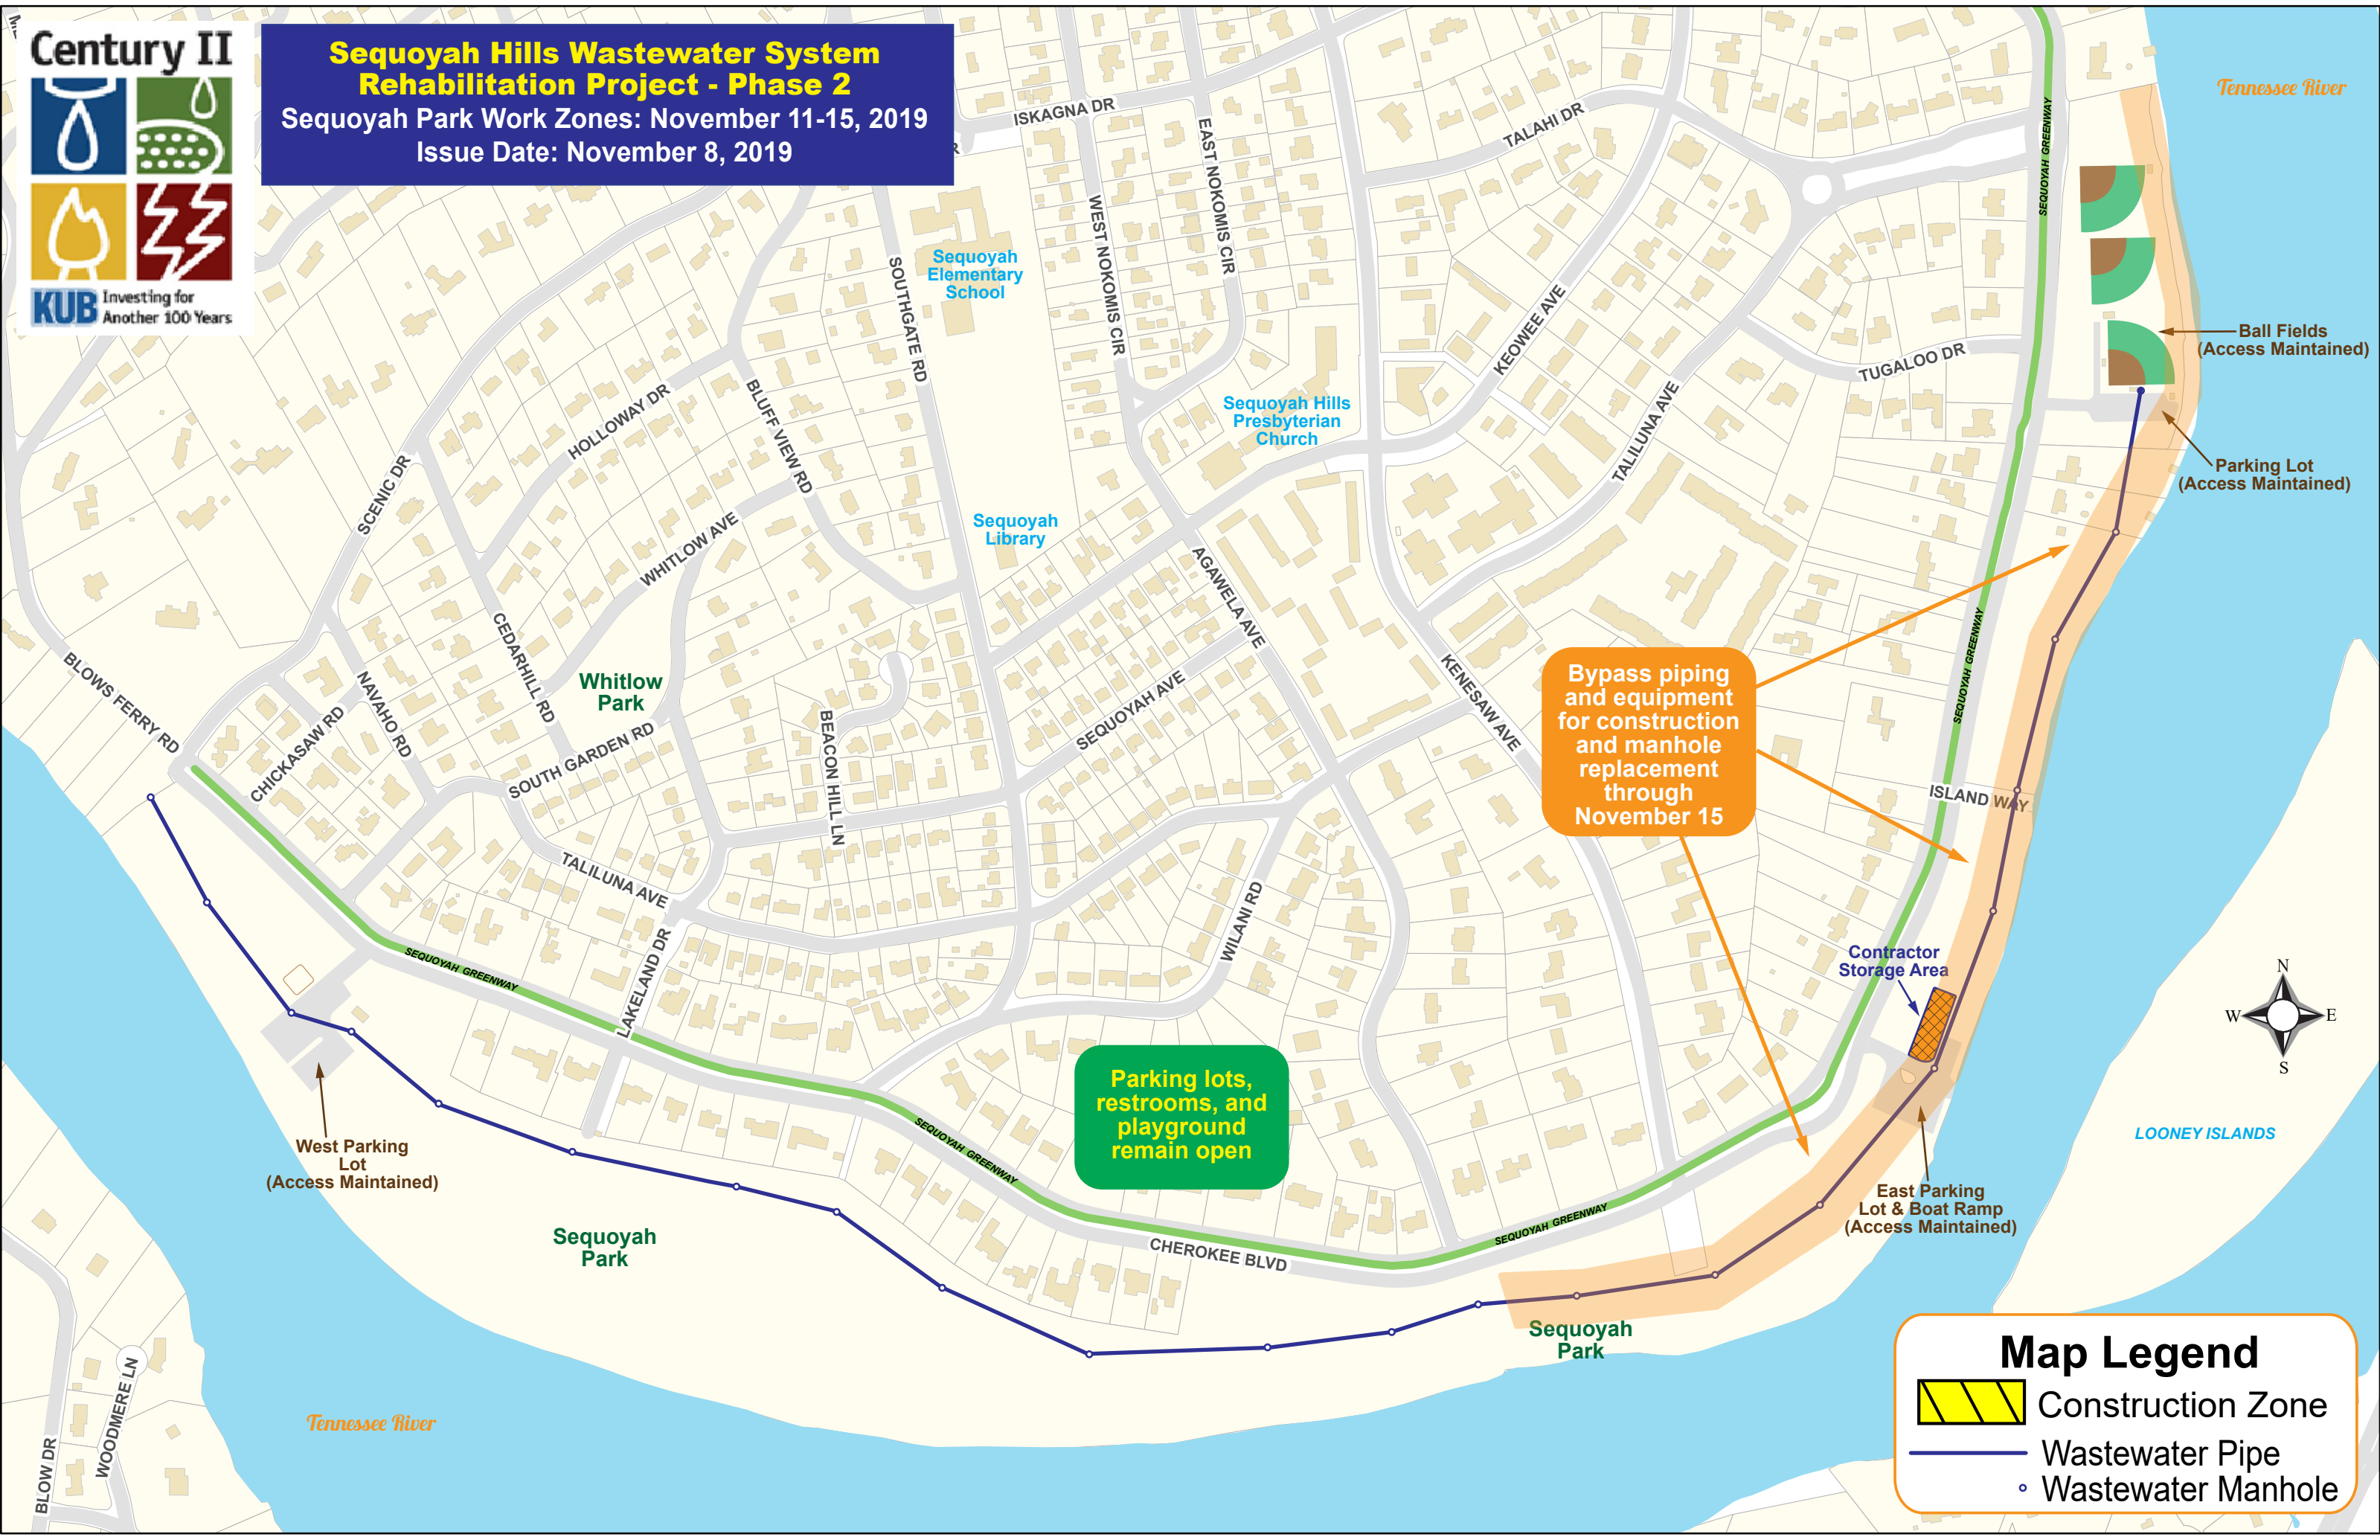 Century II
KUB
Investing for
Another 100 Years
Sequoyah Hills Wastewater System
Rehabilitation Project - Phase 2
Sequoyah Park Work Zones: November 11-15, 2019
Issue Date: November 8, 2019
Tennessee River
ISKAGNA DR
EAST NOKOMIS CIR
WEST NOKOMIS CIR
TALAHI DR
SEQUOYAH GREENWAY
SOUTHGATE RD
Sequoyah
Elementary
School
KEOWEE AVE
TUGALOO DR
Ball Fields
(Access Maintained)
HOLLOWAY DR
BLUFF VIEW RD
Sequoyah Hills
Presbyterian
Church
TALILUNA AVE
Parking Lot
(Access Maintained)
SCENIC DR
WHITLOW AVE
Sequoyah
Library
AGAWELA AVE
CEDARHILL RD
SEQUOYAH GREENWAY
BLOWS FERRY RD
NAVAHO RD
Whitlow
Park
BEACON HILL LN
SEQUOYAH AVE
KENESAW AVE
Bypass piping
and equipment
for construction
and manhole
replacement
through
November 15
CHICKASAW RD
SOUTH GARDEN RD
ISLAND WAY
TALILUNA AVE
WILANI RD
LAKELAND DR
SEQUOYAH GREENWAY
Contractor
Storage Area
N
W
E
S
Parking lots,
restrooms, and
playground
remain open
West Parking
Lot
(Access Maintained)
SEQUOYAH GREENWAY
LOONEY ISLANDS
East Parking
Lot & Boat Ramp
(Access Maintained)
SEQUOYAH GREENWAY
Sequoyah
Park
CHEROKEE BLVD
Sequoyah
Park
Tennessee River
WOODMERE LN
BLOW DR
Map Legend
Construction Zone
Wastewater Pipe
Wastewater Manhole